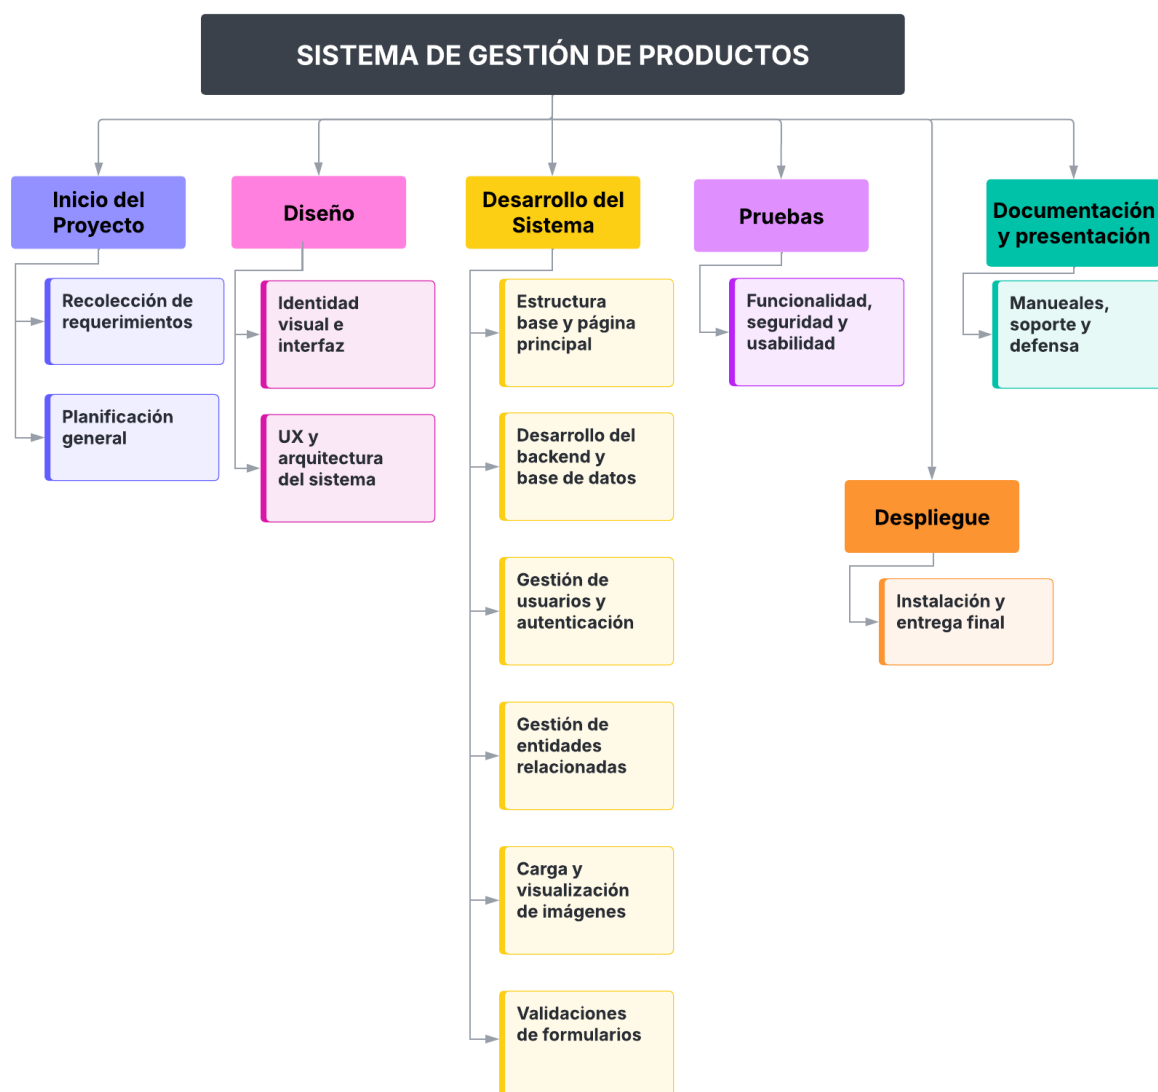 SISTEMA DE GESTIÓN DE PRODUCTOS
Inicio del
Proyecto
Recolección de
requerimientos
Planificación
general
Diseño
Identidad
visual e
interfaz
UX y
arquitectura
del sistema
Desarrollo del
Sistema
Estructura
base y página
principal
Desarrollo del
backend y
base de datos
Gestión de
usuarios y
autenticación
Gestión de
entidades
relacionadas
Carga y
visualización
de imágenes
Validaciones
de formularios
Pruebas
Funcionalidad,
seguridad y
usabilidad
Despliegue
Instalación y
entrega final
Documentación
y presentación
Manueales,
soporte y
defensa